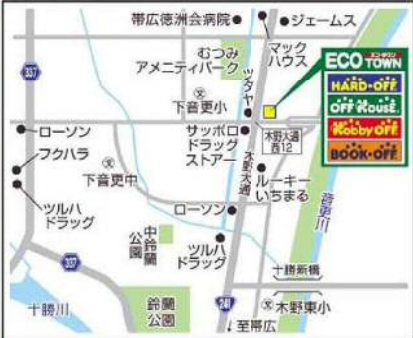 帯広徳洲会病院
ジェームス
マック
ハウス
むつみ
アメニティパーク
ECO TOWN
エコ・タウン
HARD・OFF
OFF HOUSE
Hobby OFF
BOOK・OFF
337
ツタヤ
文
下音更小
ローソン
フクハラ
ツルハ
ドラッグ
文
下音更中
サッポロ
ドラッグ
ストアー
木野大通
西12
木野大通
ルーキー
いちまる
音更川
ローソン
中鈴蘭
公園
ツルハ
ドラッグ
337
十勝新橋
十勝川
鈴蘭
公園
241
文木野東小
↓至帯広